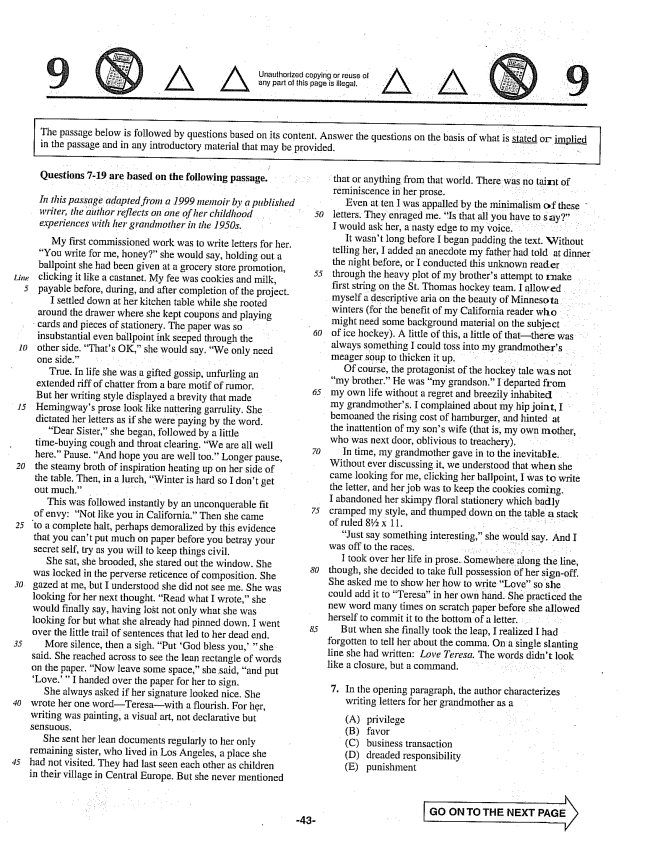 9
Unauthorized copying or reuse of
any part of this page is illegal.
9
The passage below is followed by questions based on its content. Answer the questions on the basis of what is stated or implied
in the passage and in any introductory material that may be provided.
Questions 7-19 are based on the following passage.
In this passage adapted from a 1999 memoir by a published
writer, the author reflects on one of her childhood
experiences with her grandmother in the 1950s.
My first commissioned work was to write letters for her.
"You write for me, honey?" she would say, holding out a
ballpoint she had been given at a grocery store promotion,
Line clicking it like a castanet. My fee was cookies and milk,
5 payable before, during, and after completion of the project.
I settled down at her kitchen table while she rooted
around the drawer where she kept coupons and playing
cards and pieces of stationery. The paper was so
insubstantial even ballpoint ink seeped through the
10 other side. "That's OK," she would say. "We only need
one side."
True. In life she was a gifted gossip, unfurling an
extended riff of chatter from a bare motif of rumor.
But her writing style displayed a brevity that made
15 Hemingway's prose look like nattering garrulity. She
dictated her letters as if she were paying by the word.
"Dear Sister," she began, followed by a little
time-buying cough and throat clearing. "We are all well
here." Pause. "And hope you are well too." Longer pause,
20 the steamy broth of inspiration heating up on her side of
the table. Then, in a lurch, "Winter is hard so I don't get
out much."
This was followed instantly by an unconquerable fit
of envy: "Not like you in California." Then she came
25 to a complete halt, perhaps demoralized by this evidence
that you can't put much on paper before you betray your
secret self, try as you will to keep things civil.
She sat, she brooded, she stared out the window. She
was locked in the perverse reticence of composition. She
30 gazed at me, but I understood she did not see me. She was
looking for her next thought. "Read what I wrote," she
would finally say, having lost not only what she was
looking for but what she already had pinned down. I went
over the little trail of sentences that led to her dead end.
35 More silence, then a sigh. "Put 'God bless you,' " she
said. She reached across to see the lean rectangle of words
on the paper. "Now leave some space," she said, "and put
'Love.' " I handed over the paper for her to sign.
She always asked if her signature looked nice. She
40 wrote her one word—Teresa—with a flourish. For her,
writing was painting, a visual art, not declarative but
sensuous.
She sent her lean documents regularly to her only
remaining sister, who lived in Los Angeles, a place she
45 had not visited. They had last seen each other as children
in their village in Central Europe. But she never mentioned
that or anything from that world. There was no taint of
reminiscence in her prose.
Even at ten I was appalled by the minimalism of these
50 letters. They enraged me. "Is that all you have to say?"
I would ask her, a nasty edge to my voice.
It wasn't long before I began padding the text. Without
telling her, I added an anecdote my father had told at dinner
the night before, or I conducted this unknown reader
55 through the heavy plot of my brother's attempt to make
first string on the St. Thomas hockey team. I allowed
myself a descriptive aria on the beauty of Minnesota
winters (for the benefit of my California reader who
might need some background material on the subject
60 of ice hockey). A little of this, a little of that—there was
always something I could toss into my grandmother's
meager soup to thicken it up.
Of course, the protagonist of the hockey tale was not
"my brother." He was "my grandson." I departed from
65 my own life without a regret and breezily inhabited
my grandmother's. I complained about my hip joint, I
bemoaned the rising cost of hamburger, and hinted at
the inattention of my son's wife (that is, my own mother,
who was next door, oblivious to treachery).
70 In time, my grandmother gave in to the inevitable.
Without ever discussing it, we understood that when she
came looking for me, clicking her ballpoint, I was to write
the letter, and her job was to keep the cookies coming.
I abandoned her skimpy floral stationery which badly
75 cramped my style, and thumped down on the table a stack
of ruled 8½ x 11.
"Just say something interesting," she would say. And I
was off to the races.
I took over her life in prose. Somewhere along the line,
80 though, she decided to take full possession of her sign-off.
She asked me to show her how to write "Love" so she
could add it to "Teresa" in her own hand. She practiced the
new word many times on scratch paper before she allowed
herself to commit it to the bottom of a letter.
85 But when she finally took the leap, I realized I had
forgotten to tell her about the comma. On a single slanting
line she had written: Love Teresa. The words didn't look
like a closure, but a command.
7. In the opening paragraph, the author characterizes
writing letters for her grandmother as a
(A) privilege
(B) favor
(C) business transaction
(D) dreaded responsibility
(E) punishment
-43-
GO ON TO THE NEXT PAGE